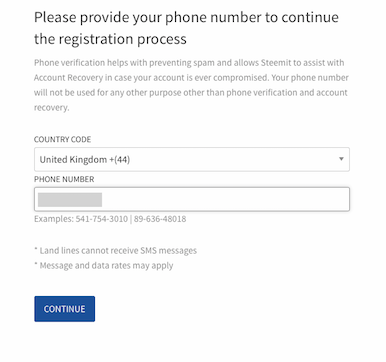 Please provide your phone number to continue
the registration process
Phone verification helps with preventing spam and allows Steemit to assist with
Account Recovery in case your account is ever compromised. Your phone number
will not be used for any other purpose other than phone verification and account
recovery.
COUNTRY CODE
United Kingdom +(44)
PHONE NUMBER
Examples: 541-754-3010 | 89-636-48018
* Land lines cannot receive SMS messages
* Message and data rates may apply
CONTINUE